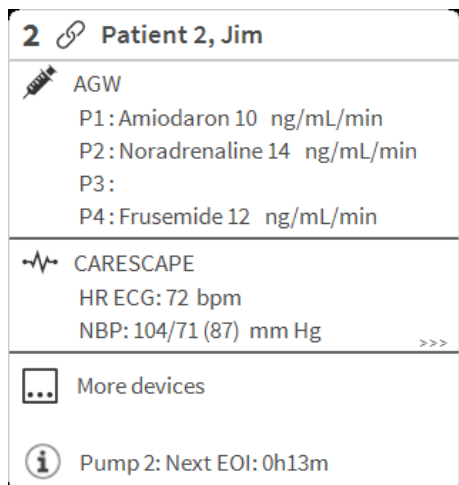 2 Patient 2, Jim
AGW
P1: Amiodaron 10 ng/mL/min
P2: Noradrenaline 14 ng/mL/min
P3:
P4: Frusemide 12 ng/mL/min
CARESCAPE
HR ECG: 72 bpm
NBP: 104/71 (87) mm Hg
>>>
More devices
Pump 2: Next EOI: 0h13m